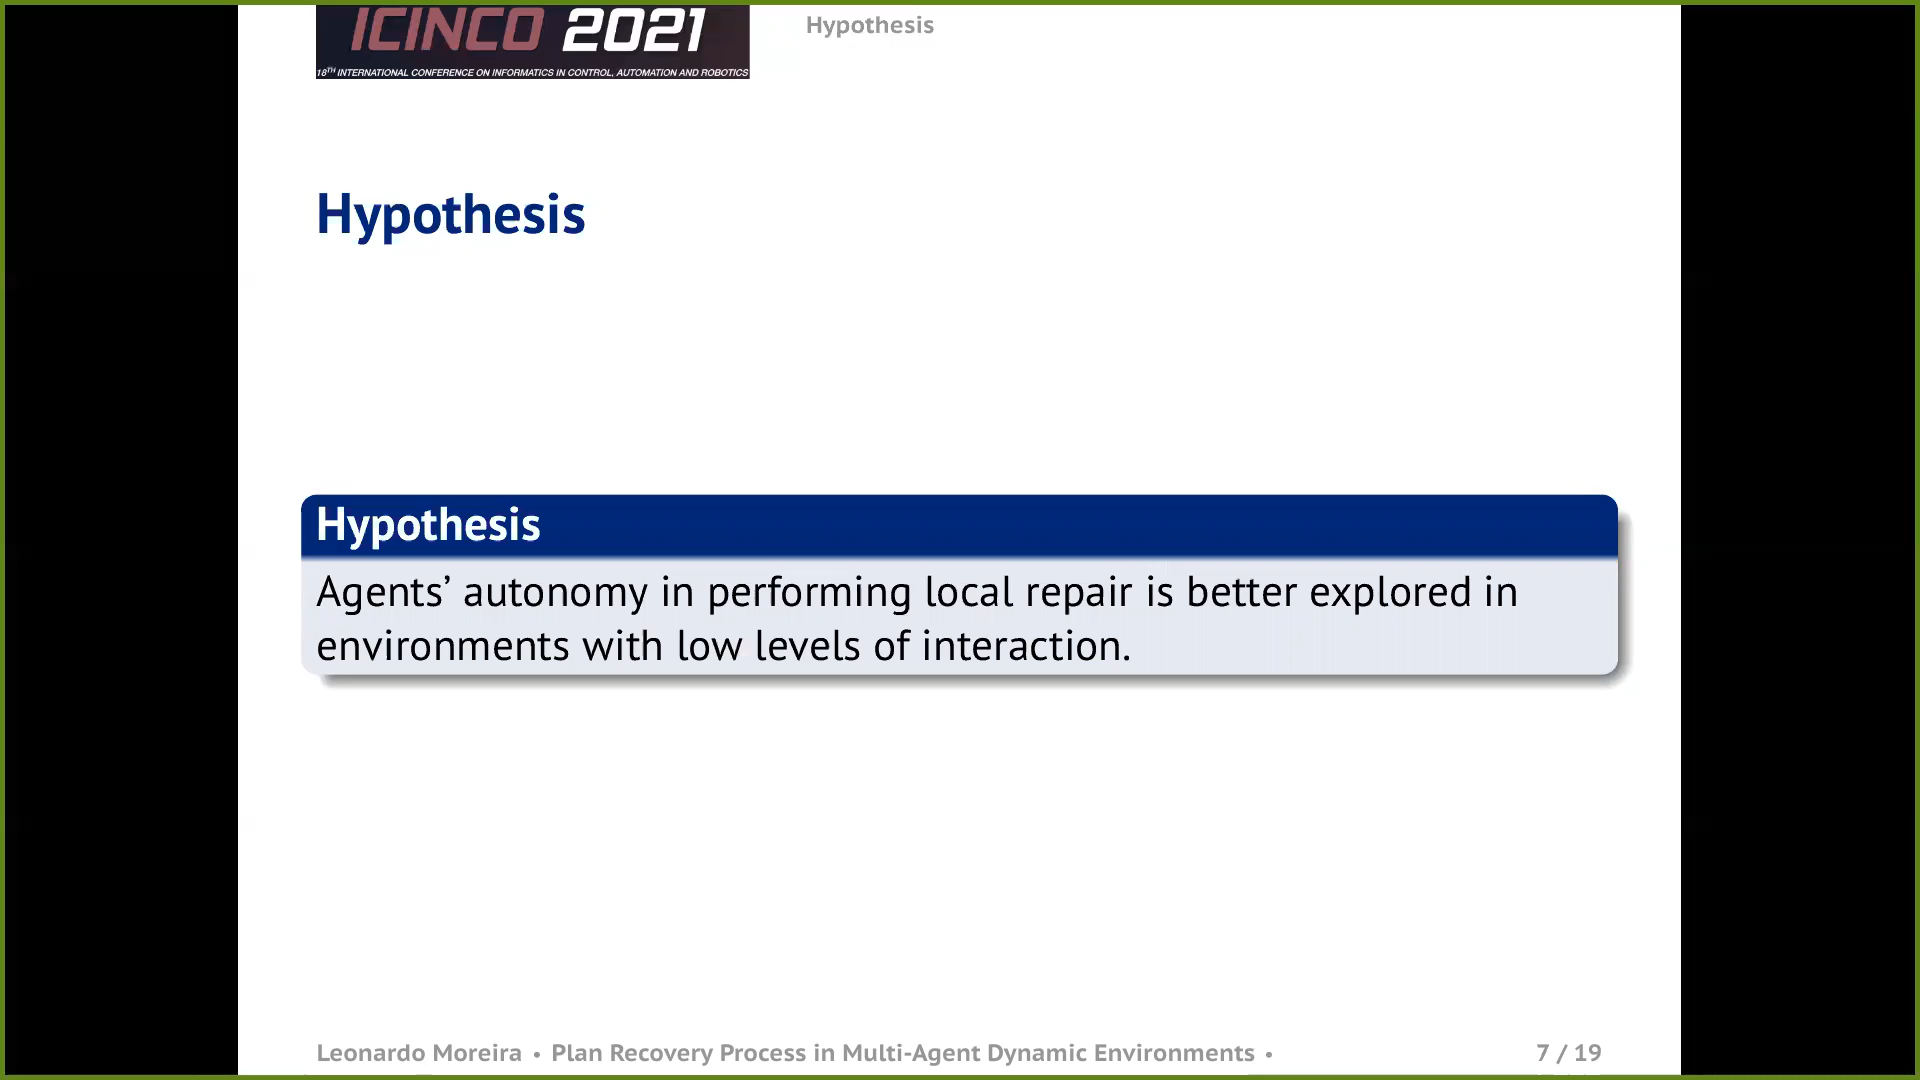 ICINCO 2021
18TH INTERNATIONAL CONFERENCE ON INFORMATICS IN CONTROL, AUTOMATION AND ROBOTICS
Hypothesis
Hypothesis
Hypothesis
Agents’ autonomy in performing local repair is better explored in
environments with low levels of interaction.
Leonardo Moreira • Plan Recovery Process in Multi-Agent Dynamic Environments •
7 / 19